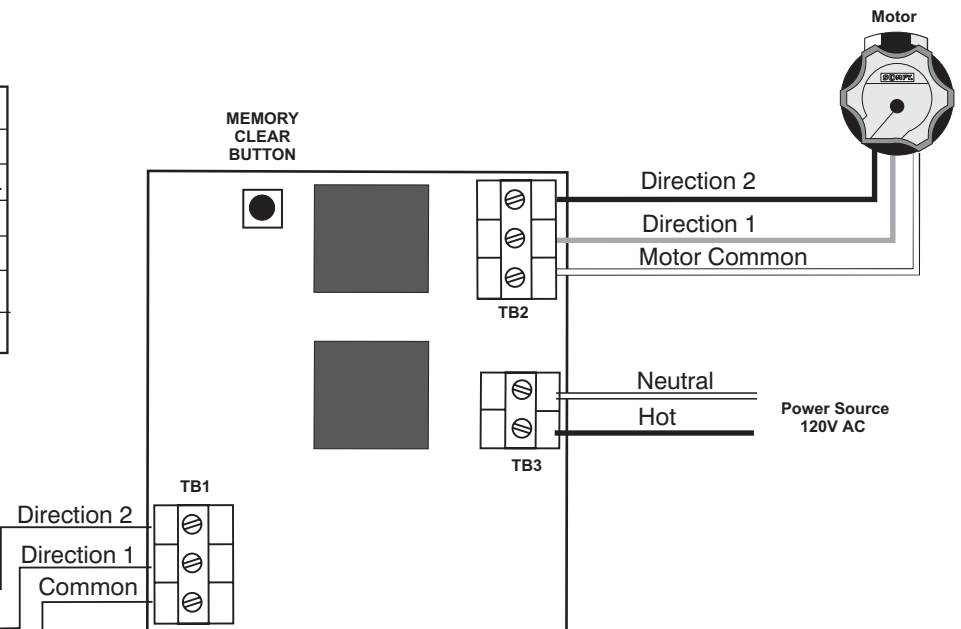 Motor
SOMFY.
MEMORY
CLEAR
BUTTON
Direction 2
Direction 1
Motor Common
TB2
Neutral
Hot
Power Source
120V AC
TB3
TB1
Direction 2
Direction 1
Common